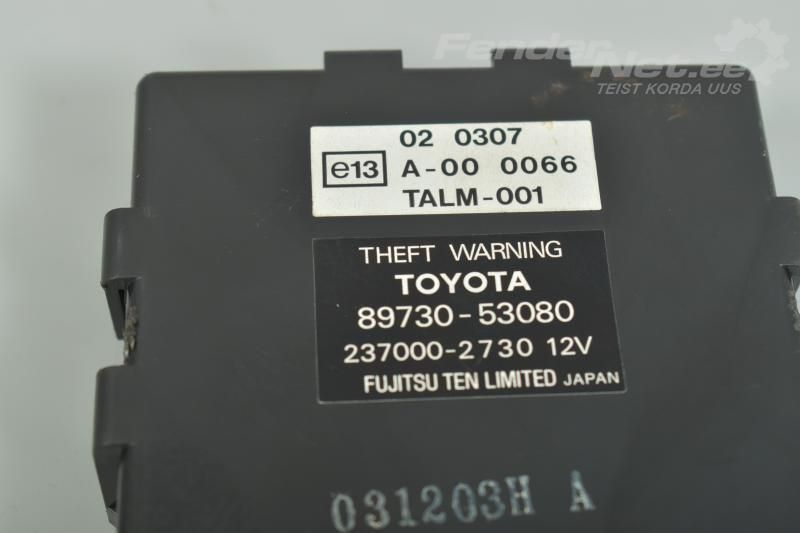 FenderNet.ee
TEIST KORDA UUS
02 0307
e13 A-00 0066
TALM-001
THEFT WARNING
TOYOTA
89730-53080
237000-2730 12V
FUJITSU TEN LIMITED JAPAN
031203H A